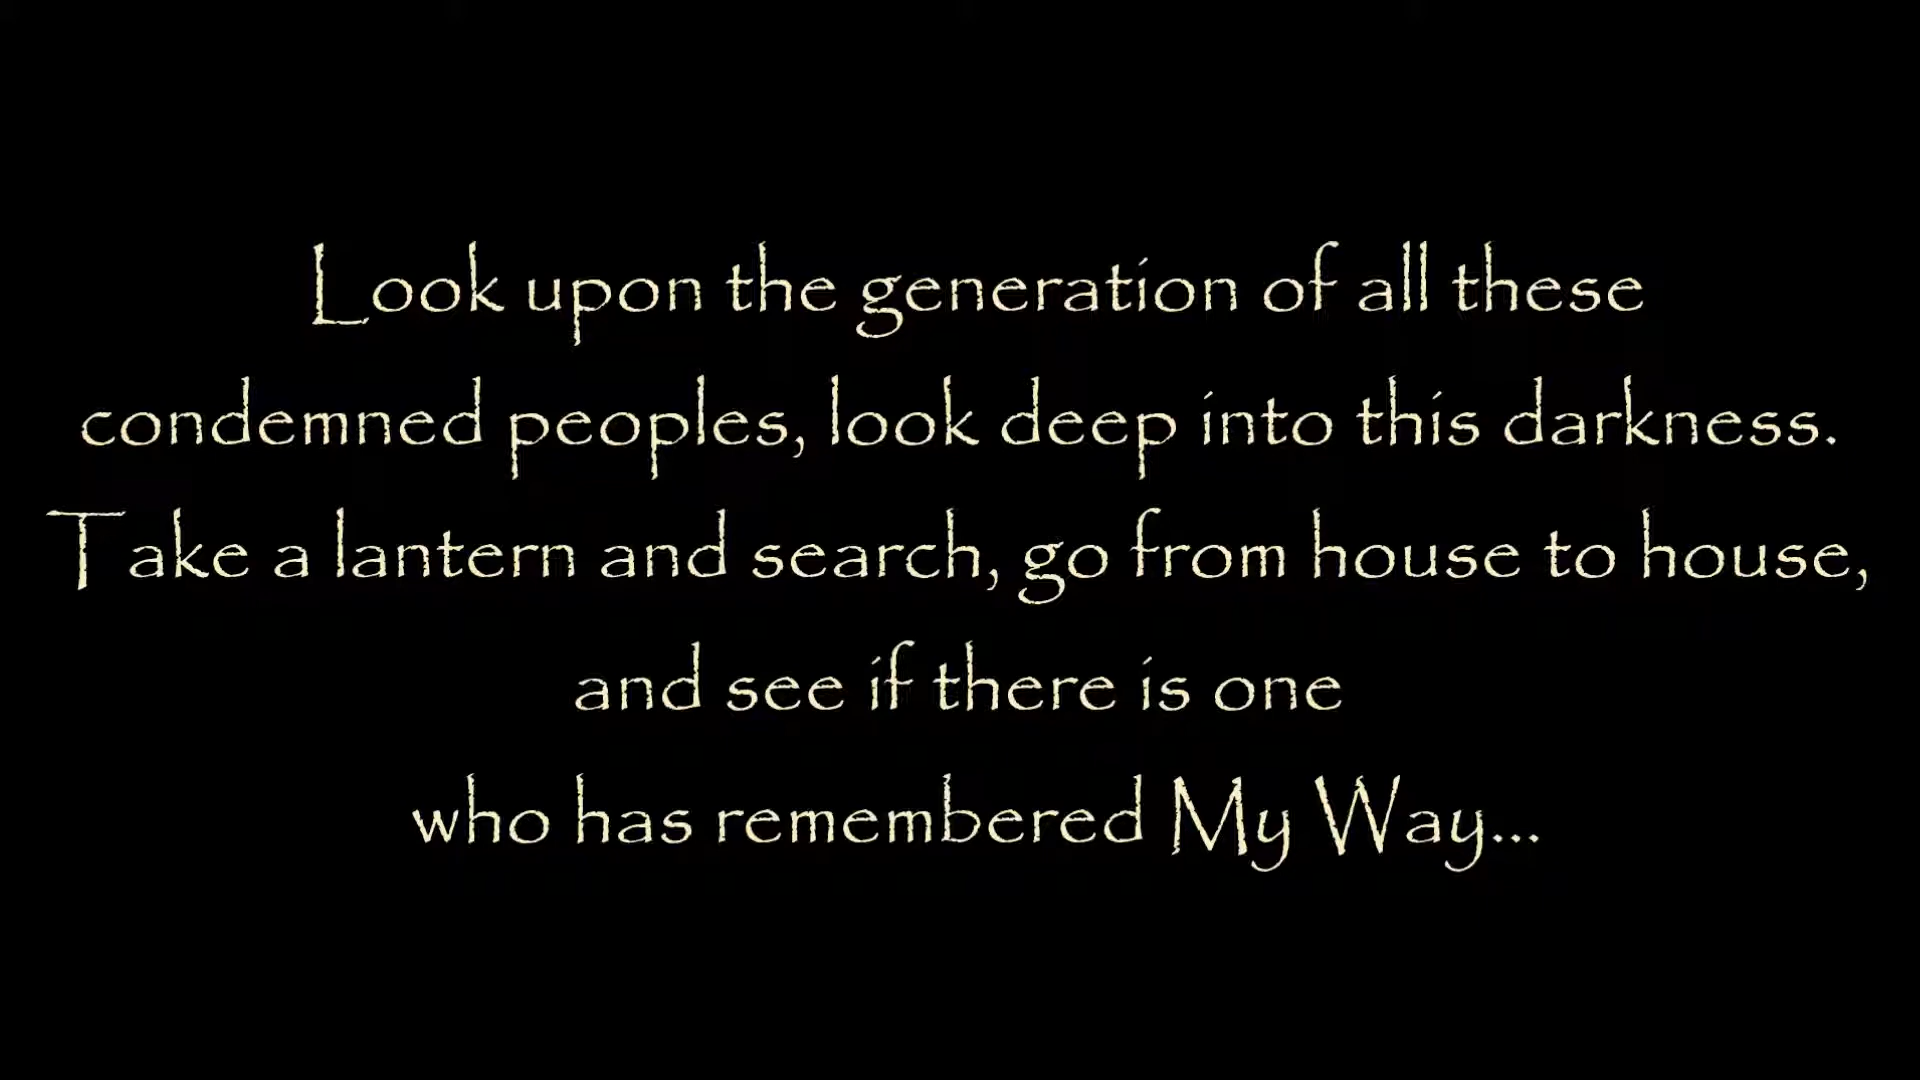 Look upon the generation of all these
condemned peoples, look deep into this darkness.
Take a lantern and search, go from house to house,
and see if there is one
who has remembered My Way...